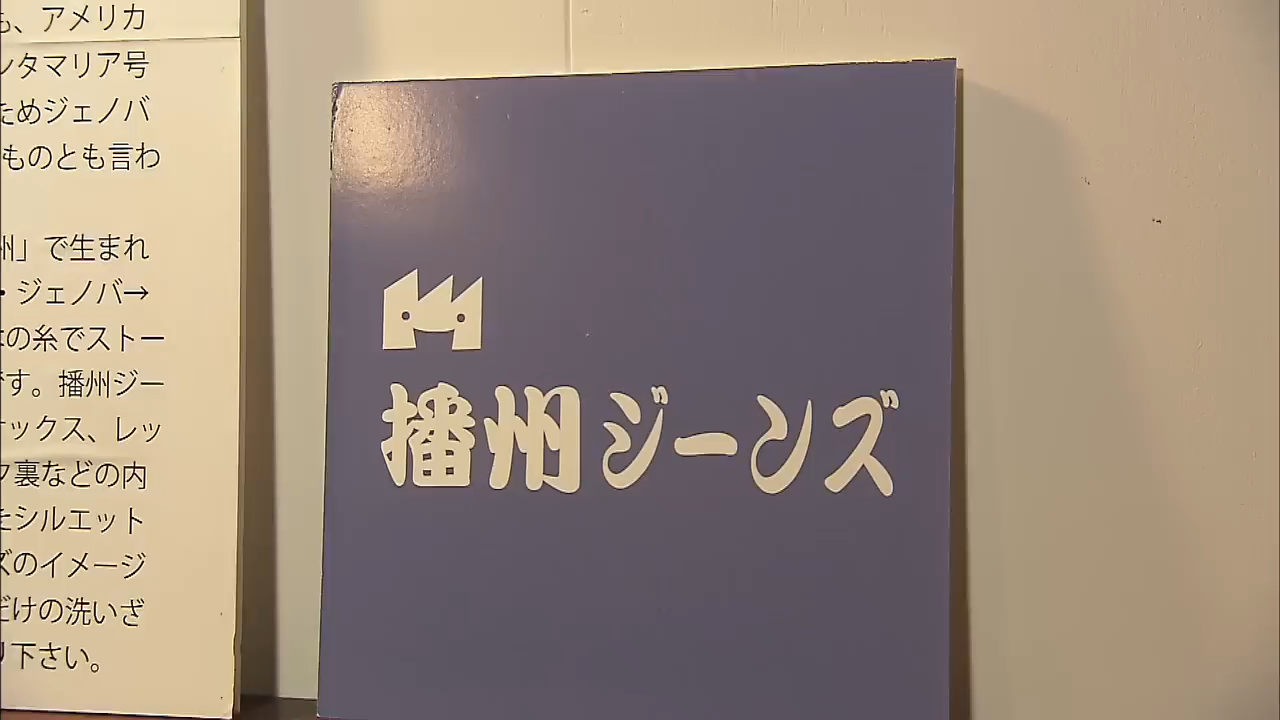 、アメリカ
ンタマリア号
ためジェノバ
ものとも言わ
州」で生まれ
・ジェノバ→
の糸でストー
す。播州ジー
ックス、レッ
裏などの内
たシルエット
ズのイメージ
だけの洗いざ
り下さい。
播州ジーンズ